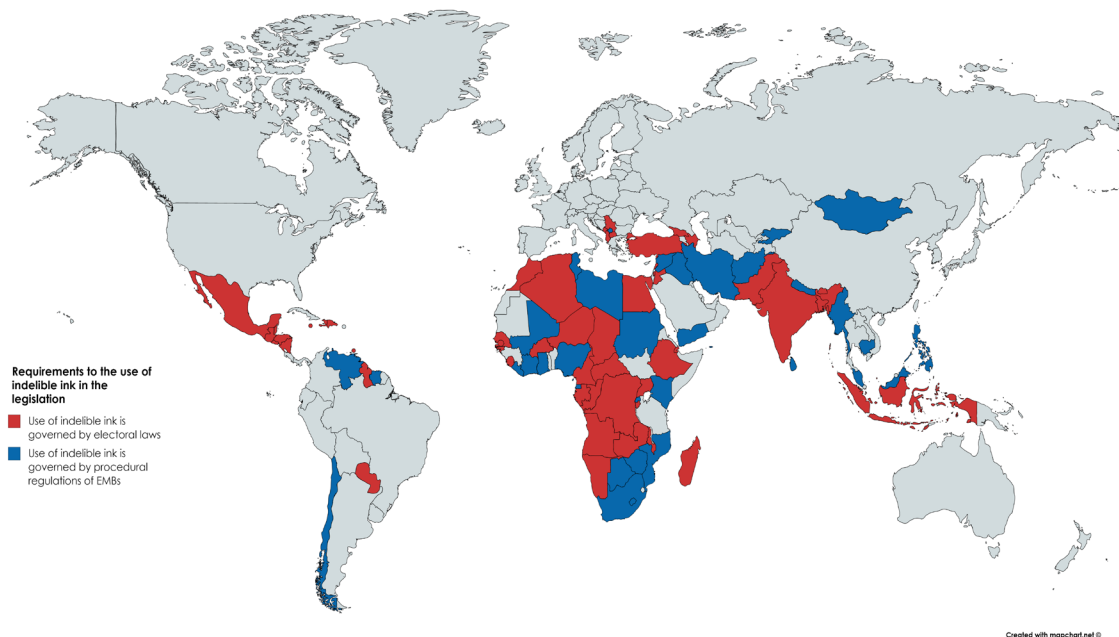 Requirements to the use of
indelible ink in the
legislation
Use of indelible ink is
governed by electoral laws
Use of indelible ink is
governed by procedural
regulations of EMBs
Created with mapchart.net ©